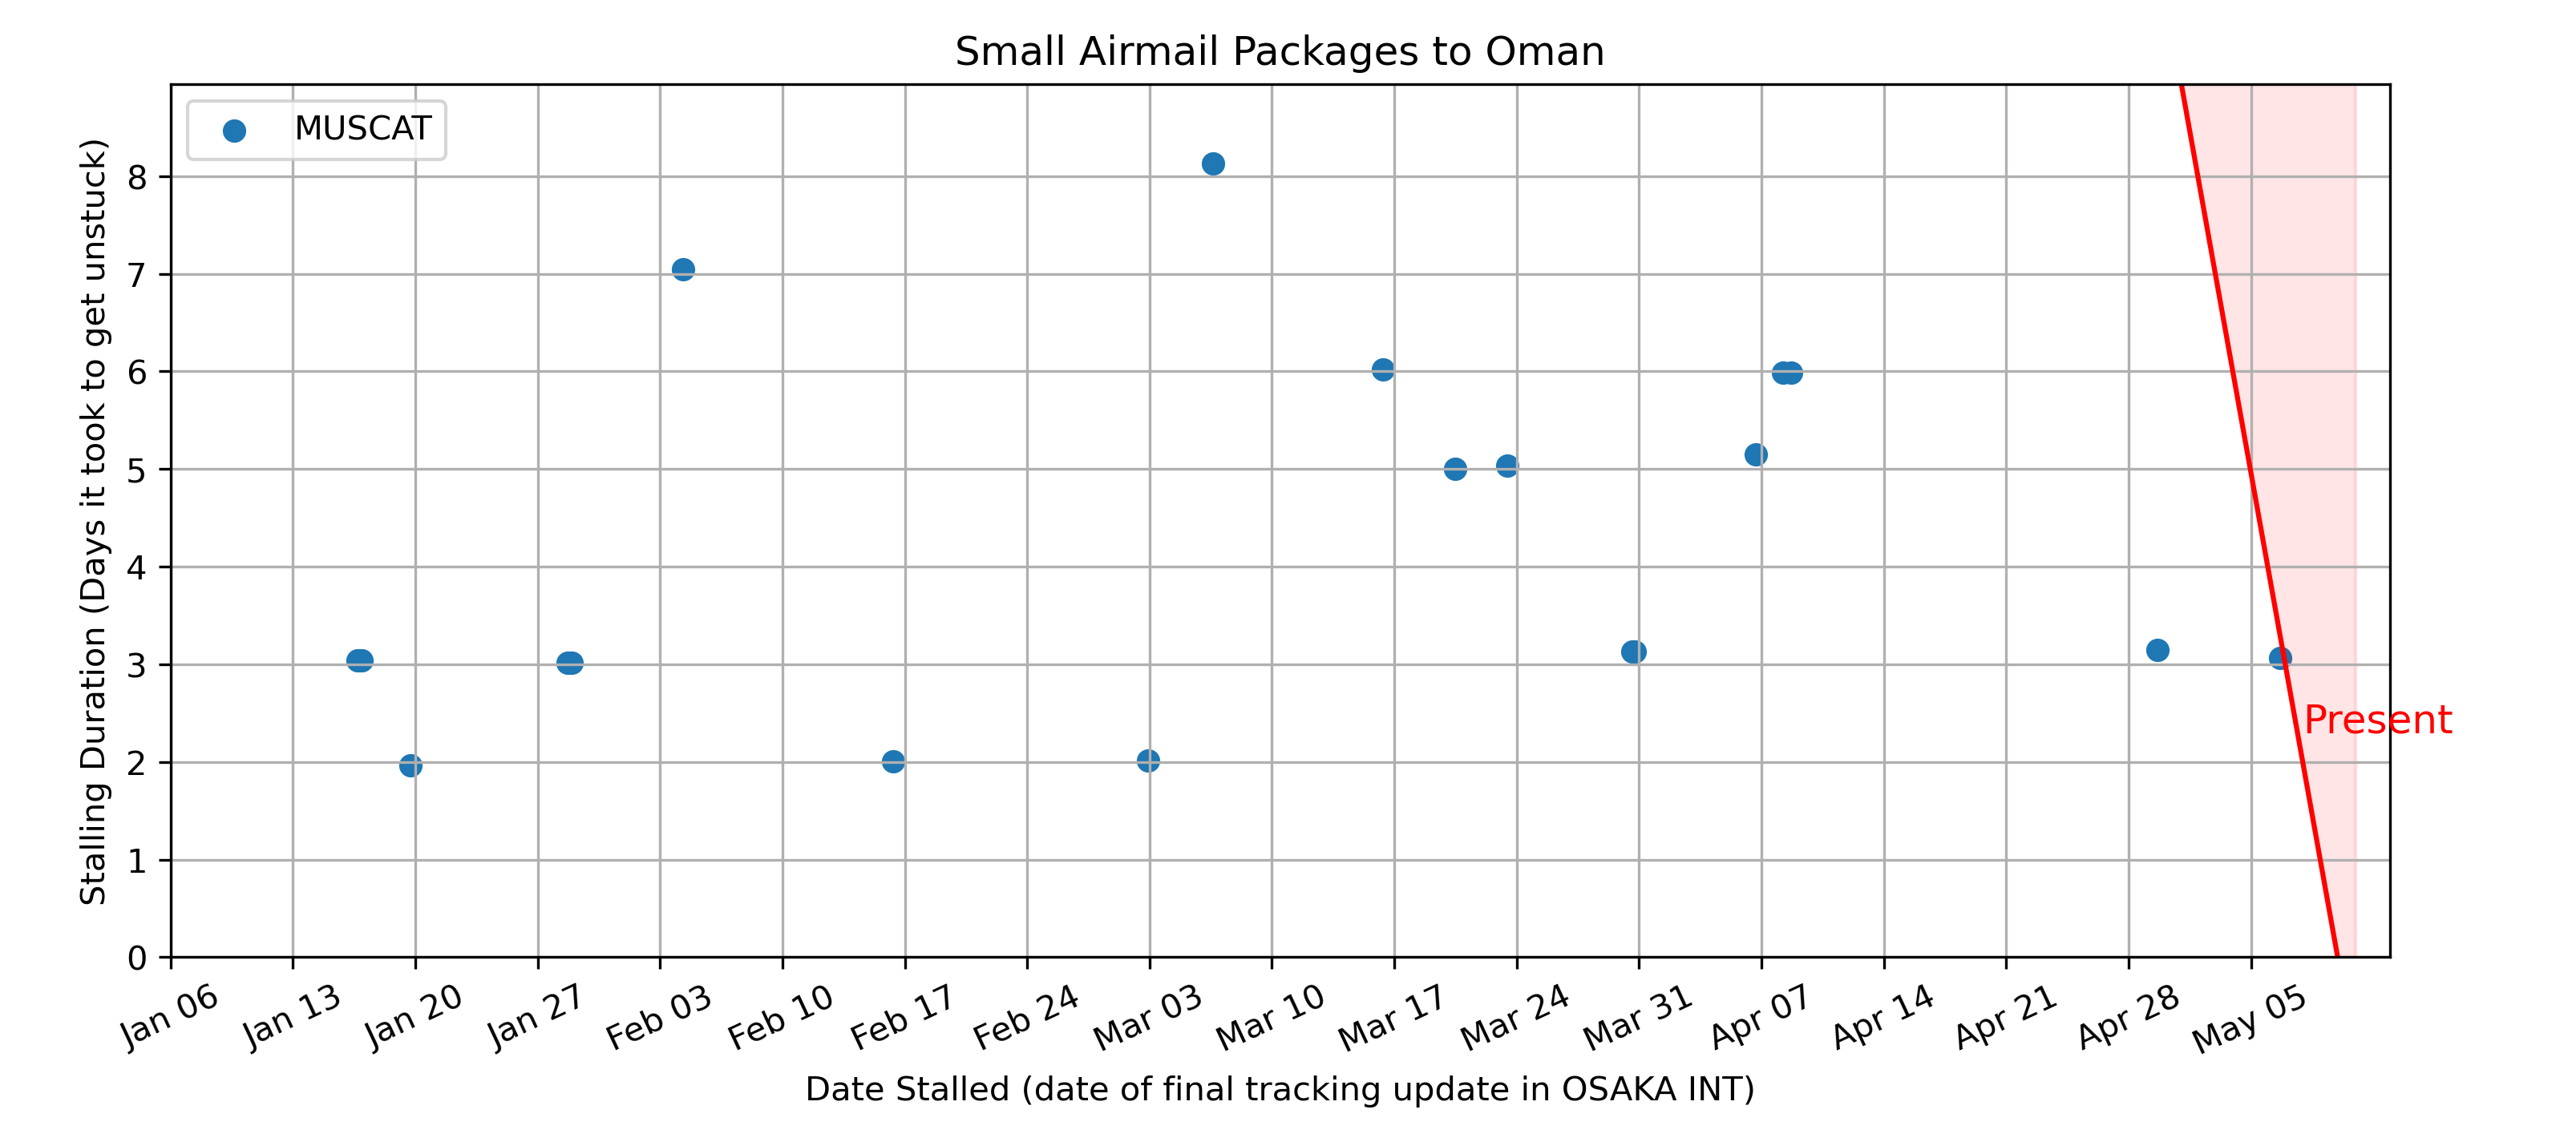 Small Airmail Packages to Oman
MUSCAT
Stalling Duration (Days it took to get unstuck)
8
7
6
5
4
3
2
1
0
Present
Jan 06 Jan 13 Jan 20 Jan 27 Feb 03 Feb 10 Feb 17 Feb 24 Mar 03 Mar 10 Mar 17 Mar 24 Mar 31 Apr 07 Apr 14 Apr 21 Apr 28 May 05
Date Stalled (date of final tracking update in OSAKA INT)